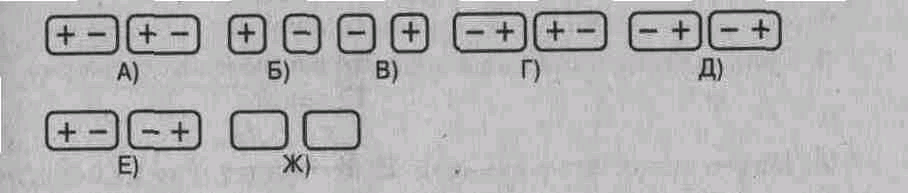 + − + − + − − + − + + − − + − +
А) Б) В) Г) Д)
+ − − +
Е) Ж)